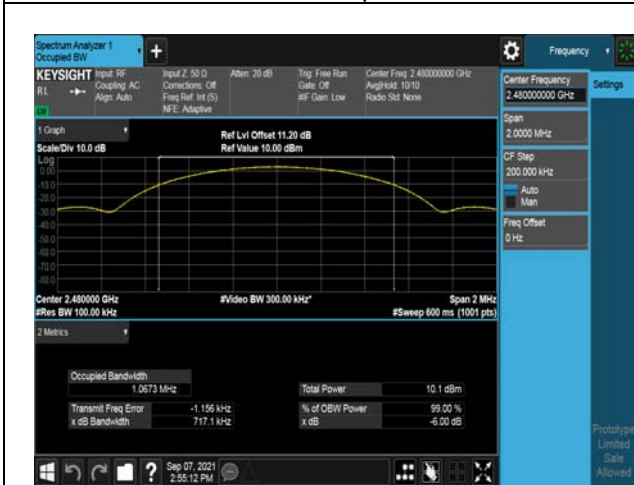 Spectrum Analyzer 1
Occupied BW
+
Frequency
KEYSIGHT
RL
Input: RF
Coupling: AC
Align: Auto
Input Z: 50 Ω
Corrections: Off
Freq Ref: Int (S)
NFE: Adaptive
Atten: 20 dB
Trig: Free Run
Gate: Off
#IF Gain: Low
Center Freq: 2.480000000 GHz
Avg|Hold: 10/10
Radio Std: None
Center Frequency
2.480000000 GHz
Settings
Span
2.0000 MHz
CF Step
200.000 kHz
Auto
Man
Freq Offset
0 Hz
1 Graph
Scale/Div 10.0 dB
Ref Lvl Offset 11.20 dB
Ref Value 10.00 dBm
Log
0.00
-10.0
-20.0
-30.0
-40.0
-50.0
-60.0
-70.0
-80.0
Center 2.480000 GHz
#Res BW 100.00 kHz
#Video BW 300.00 kHz*
Span 2 MHz
#Sweep 600 ms (1001 pts)
2 Metrics
Occupied Bandwidth
1.0673 MHz
Total Power 10.1 dBm
Transmit Freq Error -1.156 kHz
% of OBW Power 99.00 %
x dB Bandwidth 717.1 kHz
x dB -6.00 dB
Prototype
Limited
Sale
Allowed
?
Sep 07, 2021
2:55:12 PM